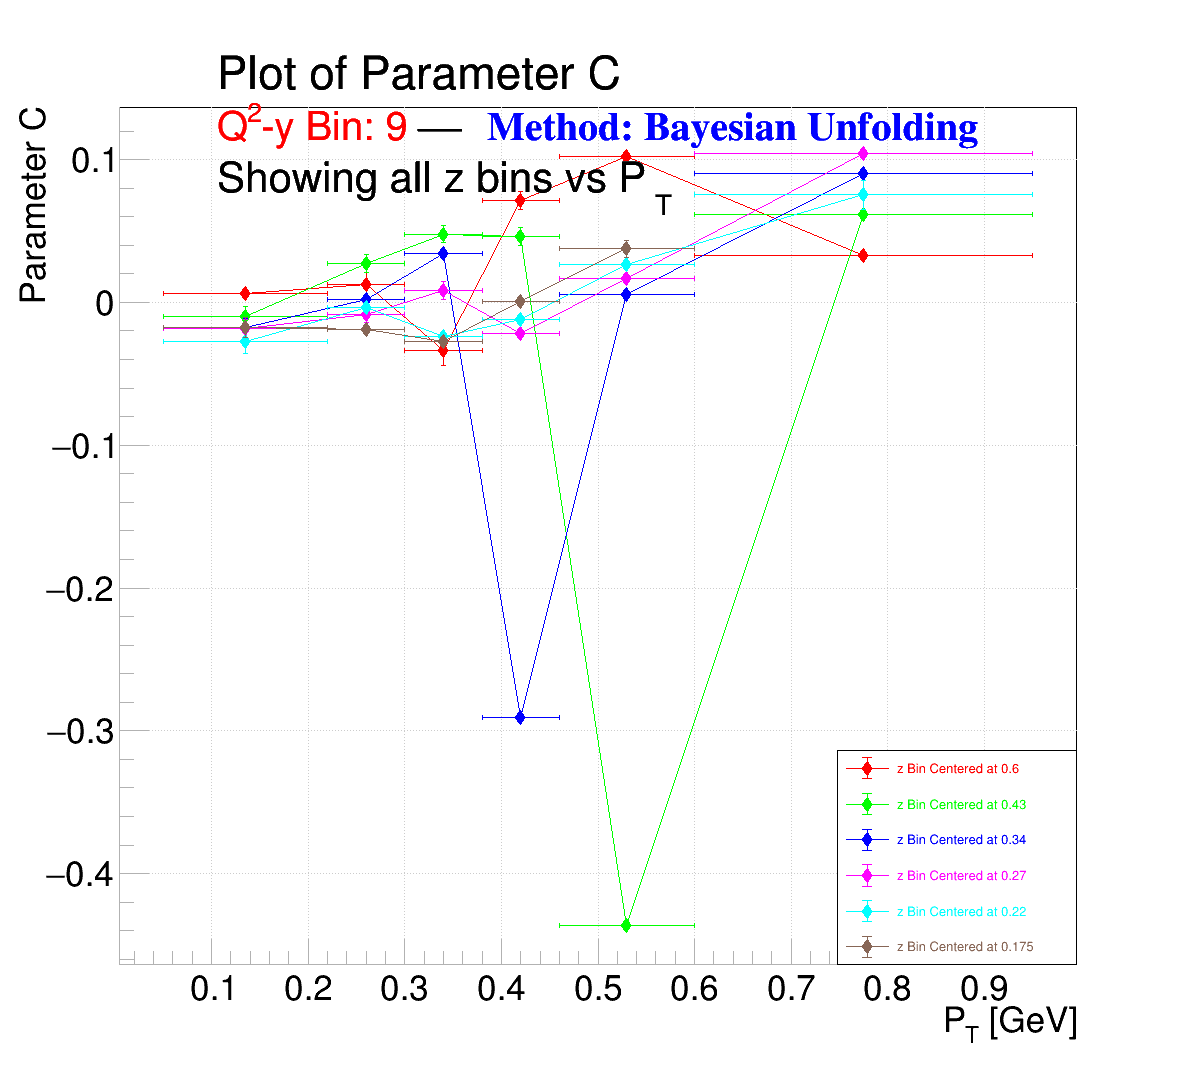 Plot of Parameter C
Q²-y Bin: 9 — Method: Bayesian Unfolding
Showing all z bins vs P_T
Parameter C
0.1
0
−0.1
−0.2
−0.3
−0.4
z Bin Centered at 0.6
z Bin Centered at 0.43
z Bin Centered at 0.34
z Bin Centered at 0.27
z Bin Centered at 0.22
z Bin Centered at 0.175
0.1 0.2 0.3 0.4 0.5 0.6 0.7 0.8 0.9
P_T [GeV]